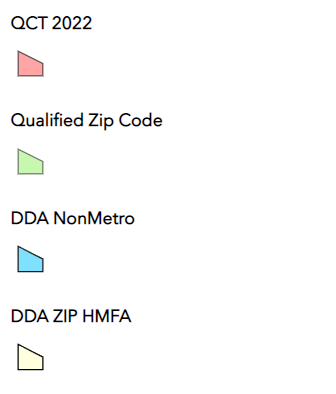 QCT 2022
Qualified Zip Code
DDA NonMetro
DDA ZIP HMFA